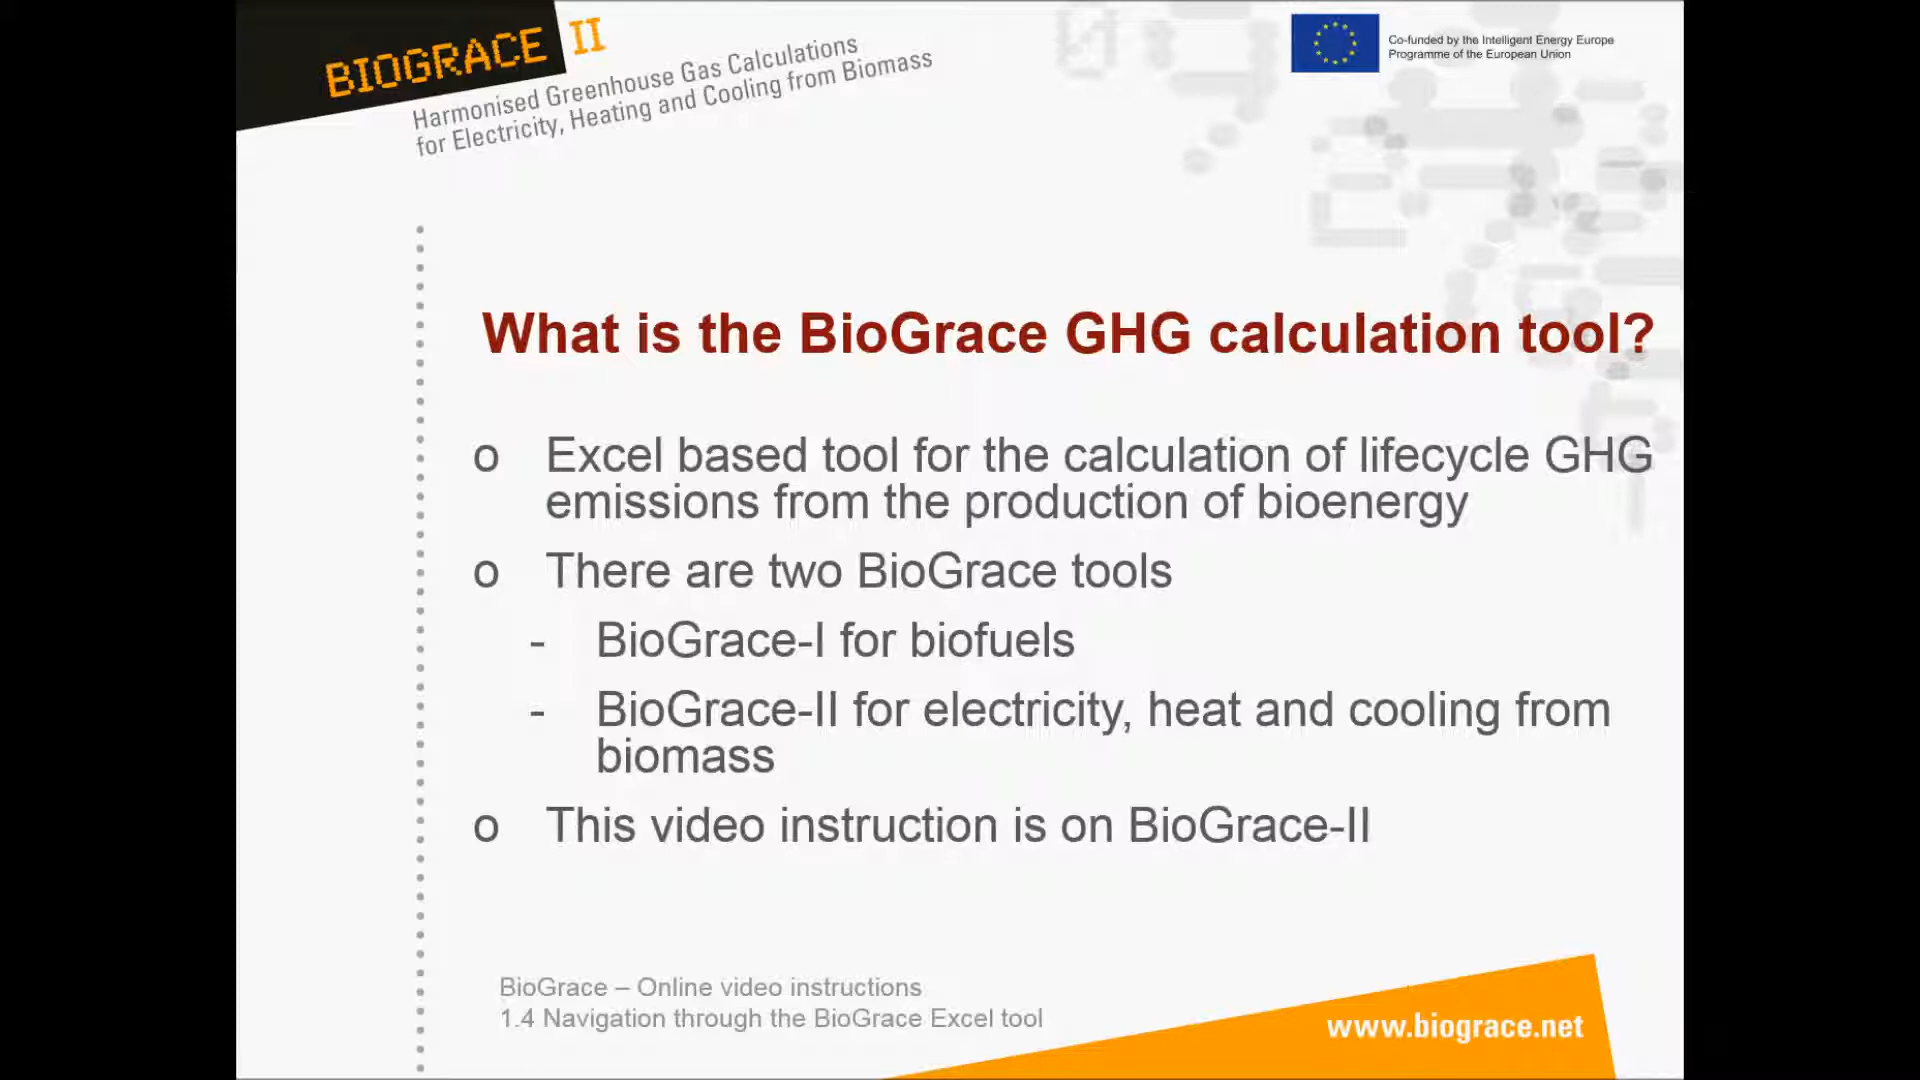 BIOGRACE II
Harmonised Greenhouse Gas Calculations
for Electricity, Heating and Cooling from Biomass
Co-funded by the Intelligent Energy Europe
Programme of the European Union
What is the BioGrace GHG calculation tool?
o Excel based tool for the calculation of lifecycle GHG
emissions from the production of bioenergy
o There are two BioGrace tools
- BioGrace-I for biofuels
- BioGrace-II for electricity, heat and cooling from
biomass
o This video instruction is on BioGrace-II
BioGrace – Online video instructions
1.4 Navigation through the BioGrace Excel tool
www.biograce.net